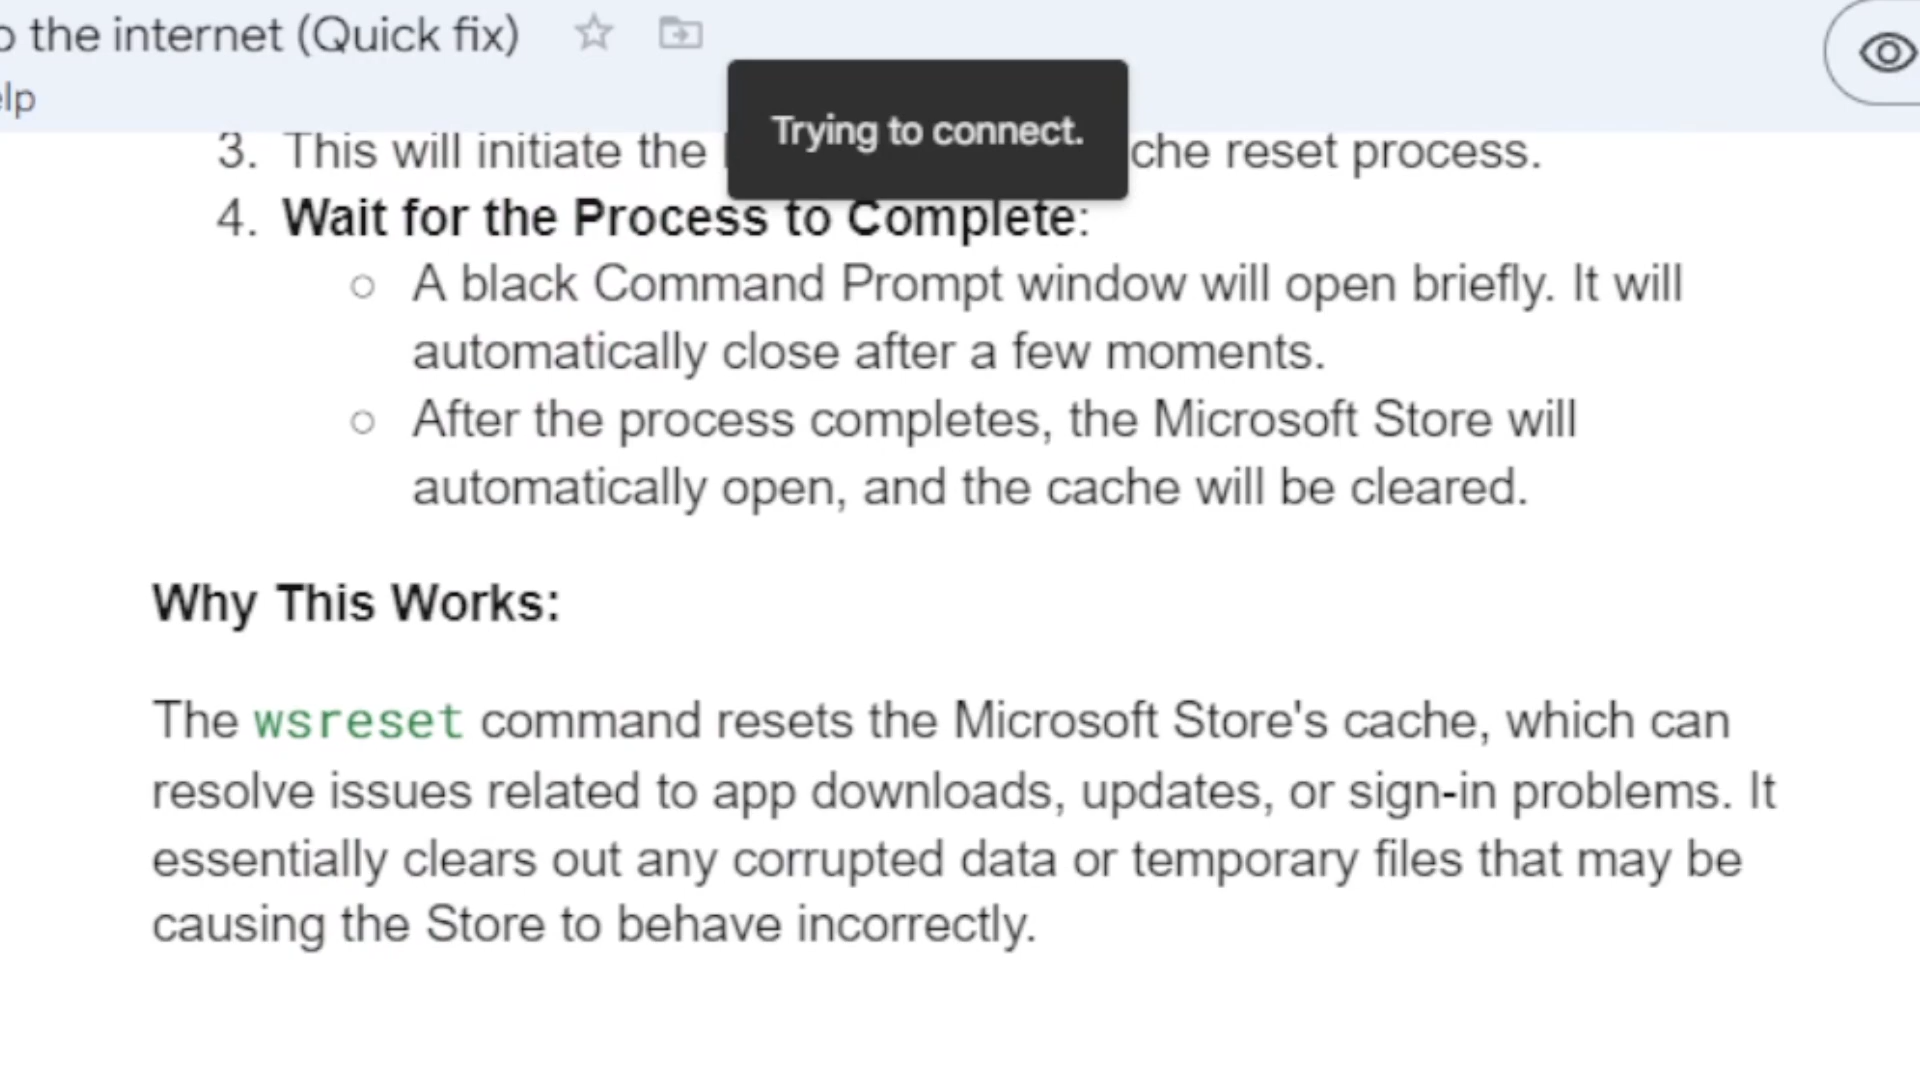 o the internet (Quick fix)
elp
Trying to connect.
3. This will initiate the che reset process.
4. Wait for the Process to Complete:
○ A black Command Prompt window will open briefly. It will
automatically close after a few moments.
○ After the process completes, the Microsoft Store will
automatically open, and the cache will be cleared.
Why This Works:
The wsreset command resets the Microsoft Store's cache, which can
resolve issues related to app downloads, updates, or sign-in problems. It
essentially clears out any corrupted data or temporary files that may be
causing the Store to behave incorrectly.